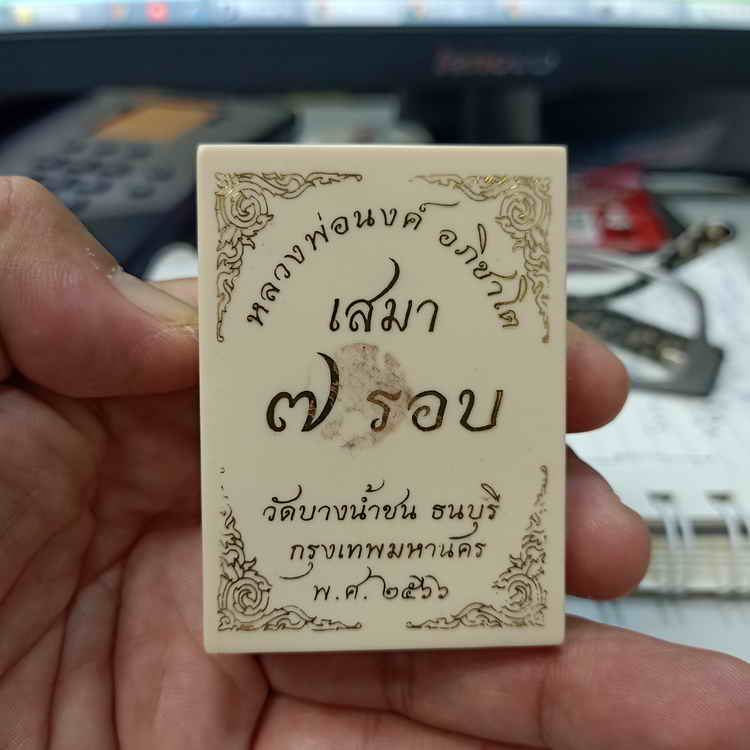 หลวงพ่อนงค์ อภิชาโต
เสมา
๗ รอบ
วัดบางน้ำชน ธนบุรี
กรุงเทพมหานคร
พ.ศ. ๒๕๖๖